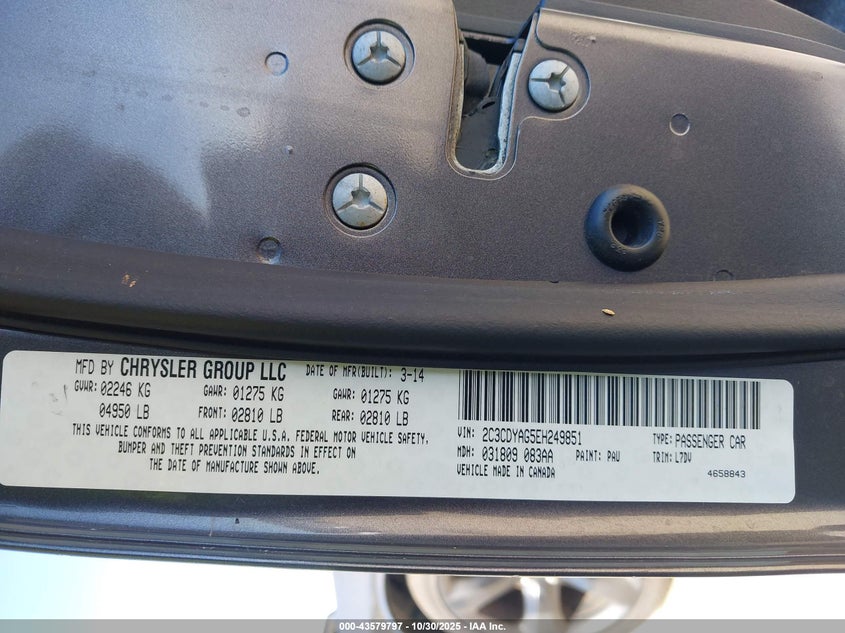 MFD BY CHRYSLER GROUP LLC DATE OF MFR(BUILT): 3-14
GVWR: 02246 KG GAWR: 01275 KG GAWR: 01275 KG
04950 LB FRONT: 02810 LB REAR: 02810 LB
THIS VEHICLE CONFORMS TO ALL APPLICABLE U.S.A. FEDERAL MOTOR VEHICLE SAFETY,
BUMPER AND THEFT PREVENTION STANDARDS IN EFFECT ON
THE DATE OF MANUFACTURE SHOWN ABOVE.
VIN: 2C3CDYAG5EH249851 TYPE: PASSENGER CAR
MDH: 031809 083AA PAINT: PAU TRIM: L7DV
VEHICLE MADE IN CANADA
4658843
000-43579797 - 10/30/2025 - IAA Inc.